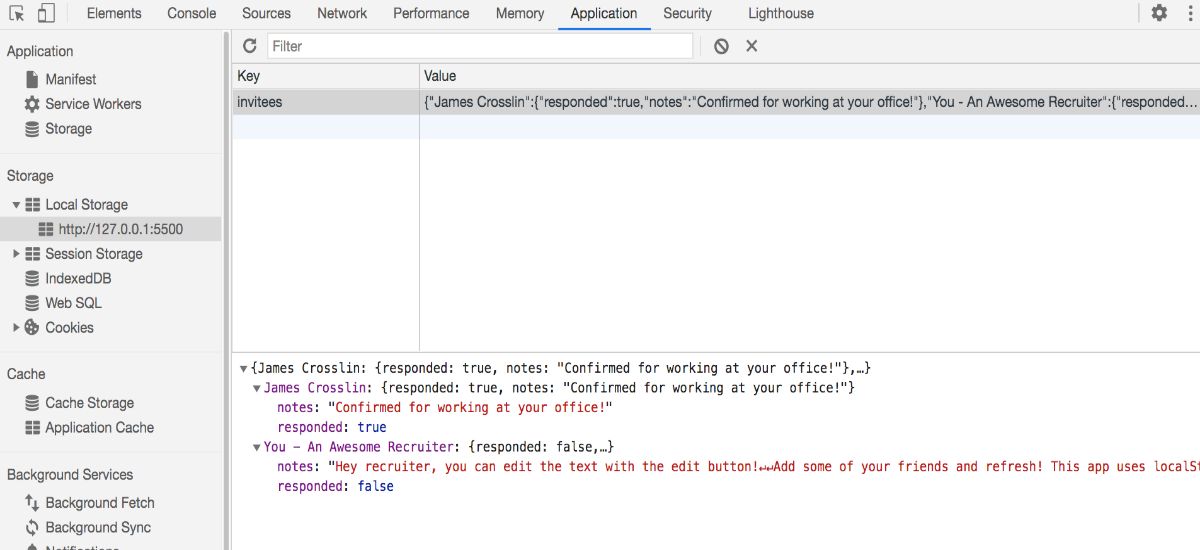 Elements Console Sources Network Performance Memory Application Security Lighthouse
Application
Manifest
Service Workers
Storage
Storage
Local Storage
http://127.0.0.1:5500
Session Storage
IndexedDB
Web SQL
Cookies
Cache
Cache Storage
Application Cache
Background Services
Background Fetch
Background Sync
Notifications
Filter
Key Value
invitees {"James Crosslin":{"responded":true,"notes":"Confirmed for working at your office!"},"You - An Awesome Recruiter":{"responded...
▼{James Crosslin: {responded: true, notes: "Confirmed for working at your office!"},…}
▼James Crosslin: {responded: true, notes: "Confirmed for working at your office!"}
notes: "Confirmed for working at your office!"
responded: true
▼You – An Awesome Recruiter: {responded: false,…}
notes: "Hey recruiter, you can edit the text with the edit button!↵↵Add some of your friends and refresh! This app uses localSt
responded: false